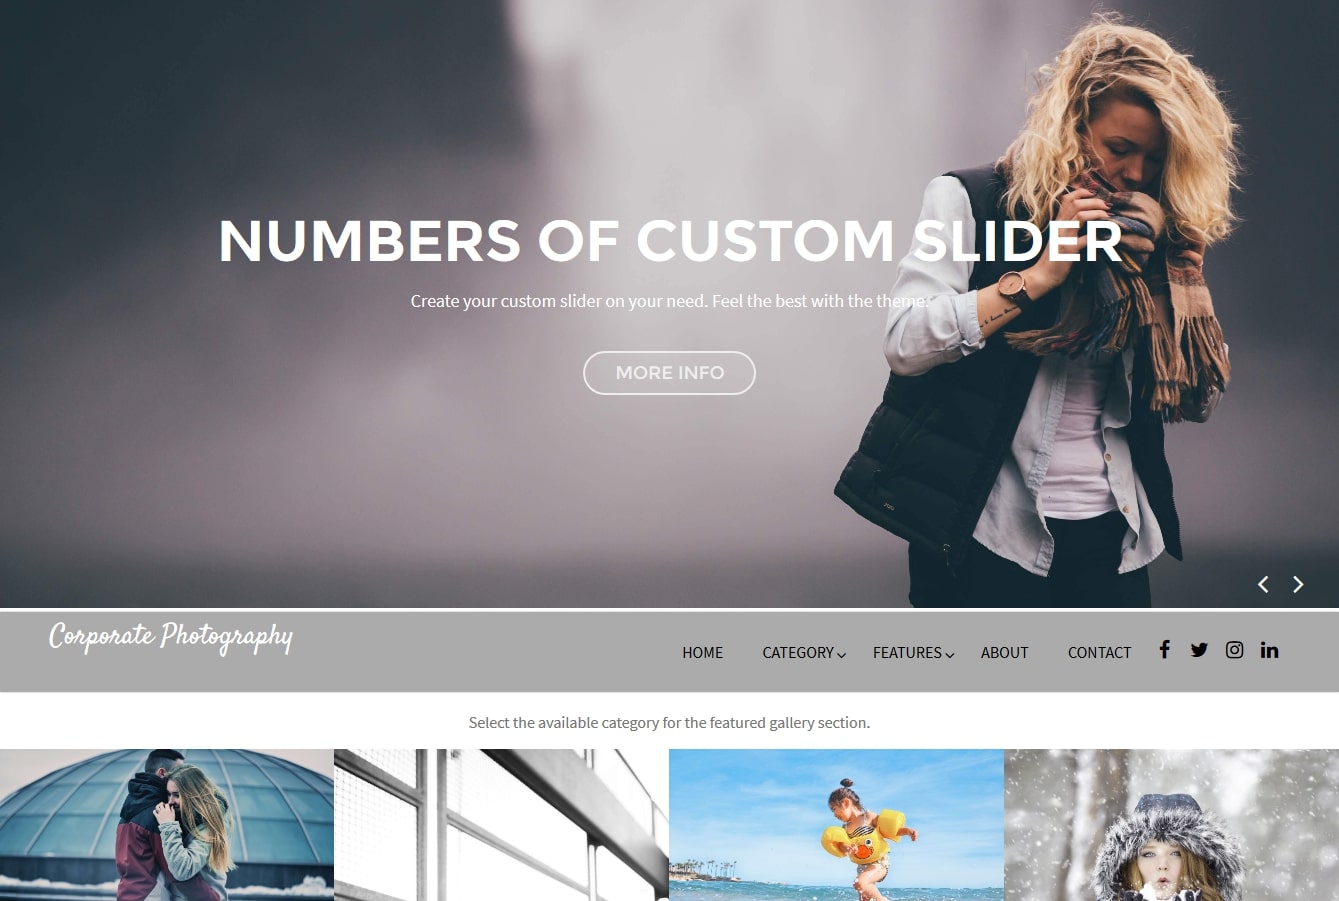 NUMBERS OF CUSTOM SLIDER
Create your custom slider on your need. Feel the best with the theme.
MORE INFO
Corporate Photography
HOME
CATEGORY
FEATURES
ABOUT
CONTACT
Select the available category for the featured gallery section.